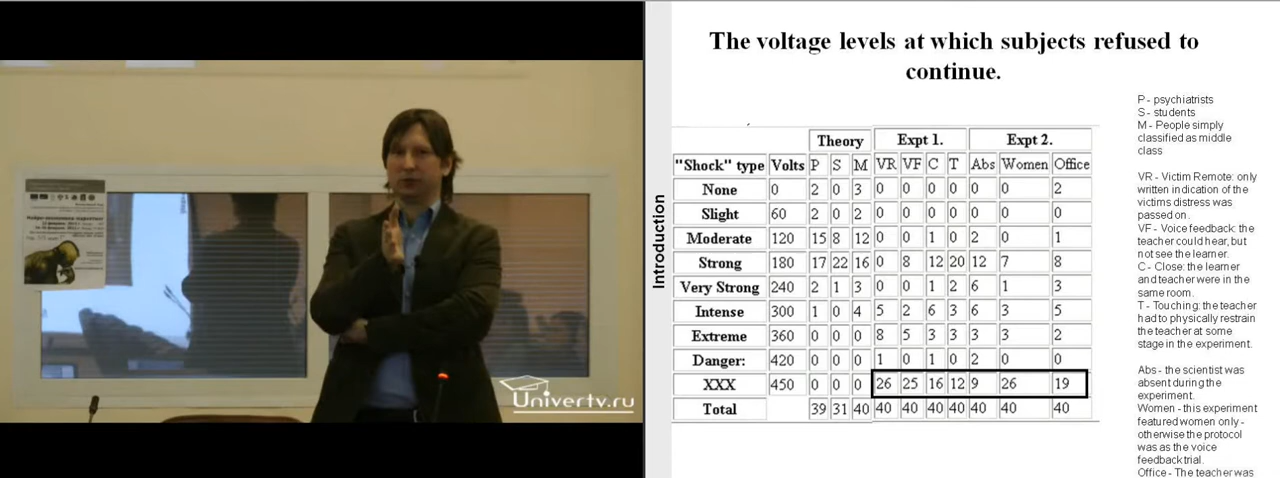 Univertv.ru
Introduction
The voltage levels at which subjects refused to
continue.
Theory Expt 1. Expt 2.
"Shock" type Volts P S M VR VF C T Abs Women Office
None 0 2 0 3 0 0 0 0 0 0 2
Slight 60 2 0 2 0 0 0 0 0 0 0
Moderate 120 15 8 12 0 0 1 0 2 0 1
Strong 180 17 22 16 0 8 12 20 12 7 8
Very Strong 240 2 1 3 0 0 1 2 6 1 3
Intense 300 1 0 4 5 2 6 3 6 3 5
Extreme 360 0 0 0 8 5 3 3 3 3 2
Danger: 420 0 0 0 1 0 1 0 2 0 0
XXX 450 0 0 0 26 25 16 12 9 26 19
Total 39 31 40 40 40 40 40 40 40 40
P - psychiatrists
S - students
M - People simply
classified as middle
class
VR - Victim Remote: only
written indication of the
victims distress was
passed on.
VF - Voice feedback: the
teacher could hear, but
not see the learner.
C - Close: the learner
and teacher were in the
same room.
T - Touching: the teacher
had to physically restrain
the teacher at some
stage in the experiment.
Abs - the scientist was
absent during the
experiment.
Women - this experiment
featured women only -
otherwise the protocol
was as the voice
feedback trial.
Office - The teacher was